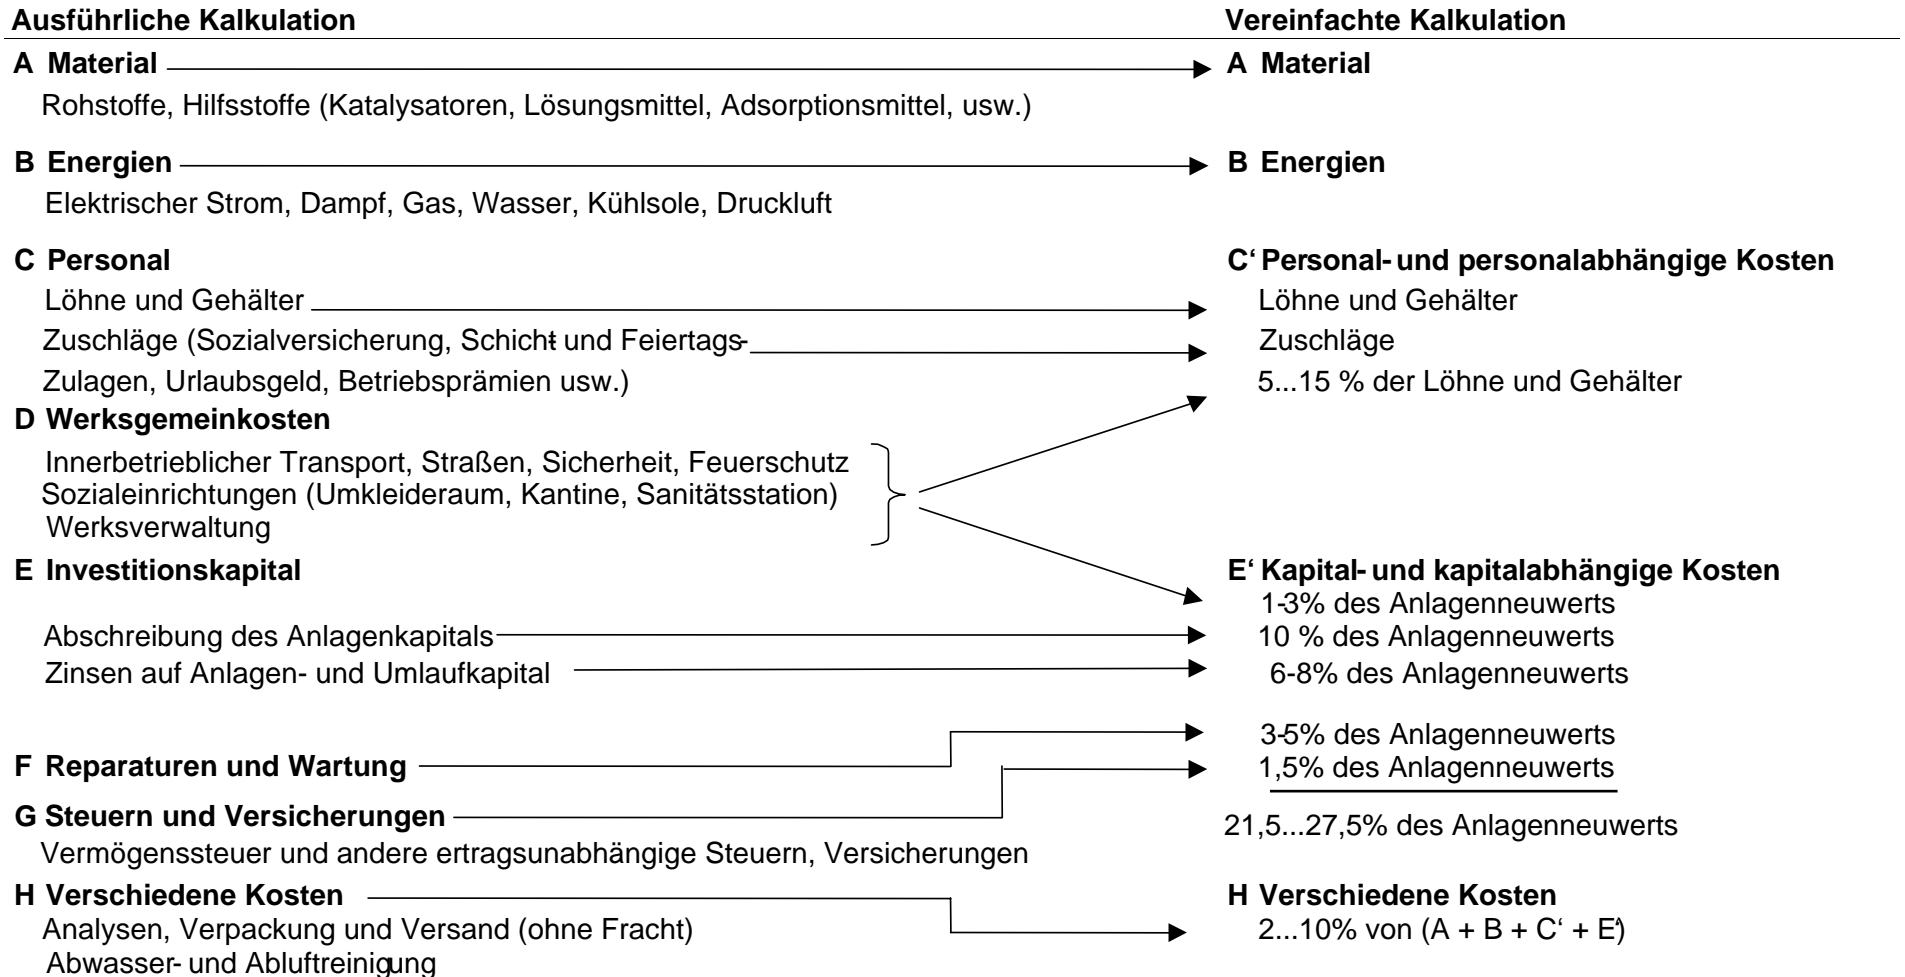 Ausführliche Kalkulation Vereinfachte Kalkulation
A Material A Material
Rohstoffe, Hilfsstoffe (Katalysatoren, Lösungsmittel, Adsorptionsmittel, usw.)
B Energien B Energien
Elektrischer Strom, Dampf, Gas, Wasser, Kühlsole, Druckluft
C Personal C‘ Personal- und personalabhängige Kosten
Löhne und Gehälter Löhne und Gehälter
Zuschläge (Sozialversicherung, Schicht- und Feiertags- Zuschläge
Zulagen, Urlaubsgeld, Betriebsprämien usw.) 5...15 % der Löhne und Gehälter
D Werksgemeinkosten
Innerbetrieblicher Transport, Straßen, Sicherheit, Feuerschutz
Sozialeinrichtungen (Umkleideraum, Kantine, Sanitätsstation)
Werksverwaltung
E Investitionskapital E‘ Kapital- und kapitalabhängige Kosten
1-3% des Anlagenneuwerts
Abschreibung des Anlagenkapitals 10 % des Anlagenneuwerts
Zinsen auf Anlagen- und Umlaufkapital 6-8% des Anlagenneuwerts
3-5% des Anlagenneuwerts
F Reparaturen und Wartung 1,5% des Anlagenneuwerts
G Steuern und Versicherungen 21,5...27,5% des Anlagenneuwerts
Vermögenssteuer und andere ertragsunabhängige Steuern, Versicherungen
H Verschiedene Kosten H Verschiedene Kosten
Analysen, Verpackung und Versand (ohne Fracht) 2...10% von (A + B + C‘ + E‘)
Abwasser- und Abluftreinigung